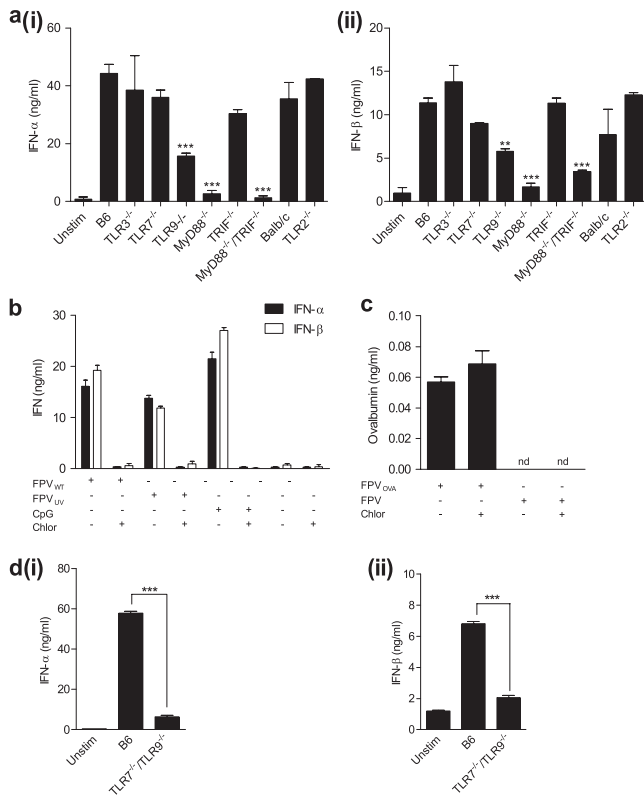 a(i)
IFN-α (ng/ml)
60
40
20
0
Unstim
B6
TLR3-/-
TLR7-/-
TLR9-/-
MyD88-/-
TRIF-/-
MyD88-/-/TRIF-/-
Balb/c
TLR2-/-
***
***
***
(ii)
IFN-β (ng/ml)
20
15
10
5
0
Unstim
B6
TLR3-/-
TLR7-/-
TLR9-/-
MyD88-/-
TRIF-/-
MyD88-/-/TRIF-/-
Balb/c
TLR2-/-
**
***
***
b
IFN-α
IFN-β
IFN (ng/ml)
30
20
10
0
FPVWT + + - - - - - -
FPVUV - - + + - - - -
CpG - - - - + + - -
Chlor - + - + - + - +
c
Ovalbumin (ng/ml)
0.10
0.08
0.06
0.04
0.02
0.00
nd nd
FPVOVA + + - -
FPV - - + +
Chlor - + - +
d(i)
IFN-α (ng/ml)
80
60
40
20
0
***
Unstim
B6
TLR7-/-/TLR9-/-
(ii)
IFN-β (ng/ml)
10
8
6
4
2
0
***
Unstim
B6
TLR7-/-/TLR9-/-